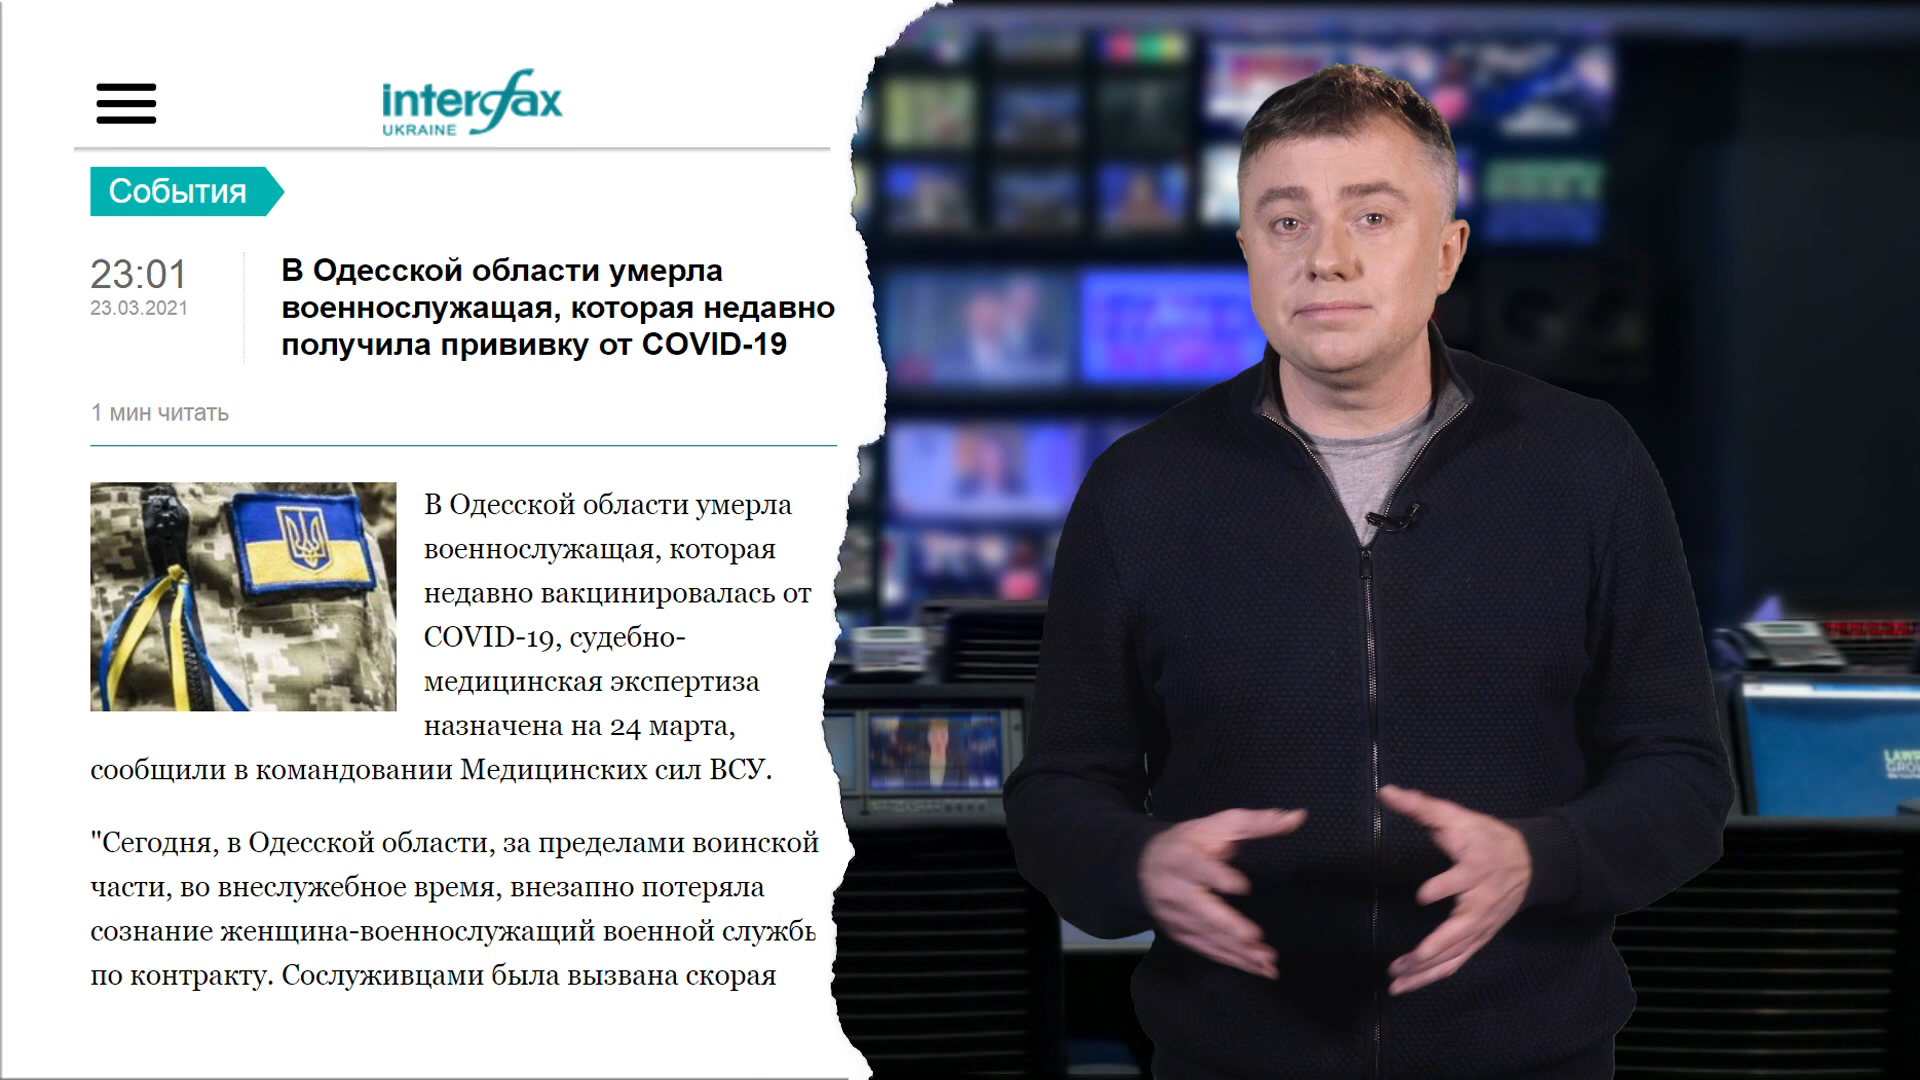 interfax
UKRAINE
События
23:01
23.03.2021
В Одесской области умерла
военнослужащая, которая недавно
получила прививку от COVID-19
1 мин читать
В Одесской области умерла
военнослужащая, которая
недавно вакцинировалась от
COVID-19, судебно-
медицинская экспертиза
назначена на 24 марта,
сообщили в командовании Медицинских сил ВСУ.
"Сегодня, в Одесской области, за пределами воинской
части, во внеслужебное время, внезапно потеряла
сознание женщина-военнослужащий военной службы
по контракту. Сослуживцами была вызвана скорая